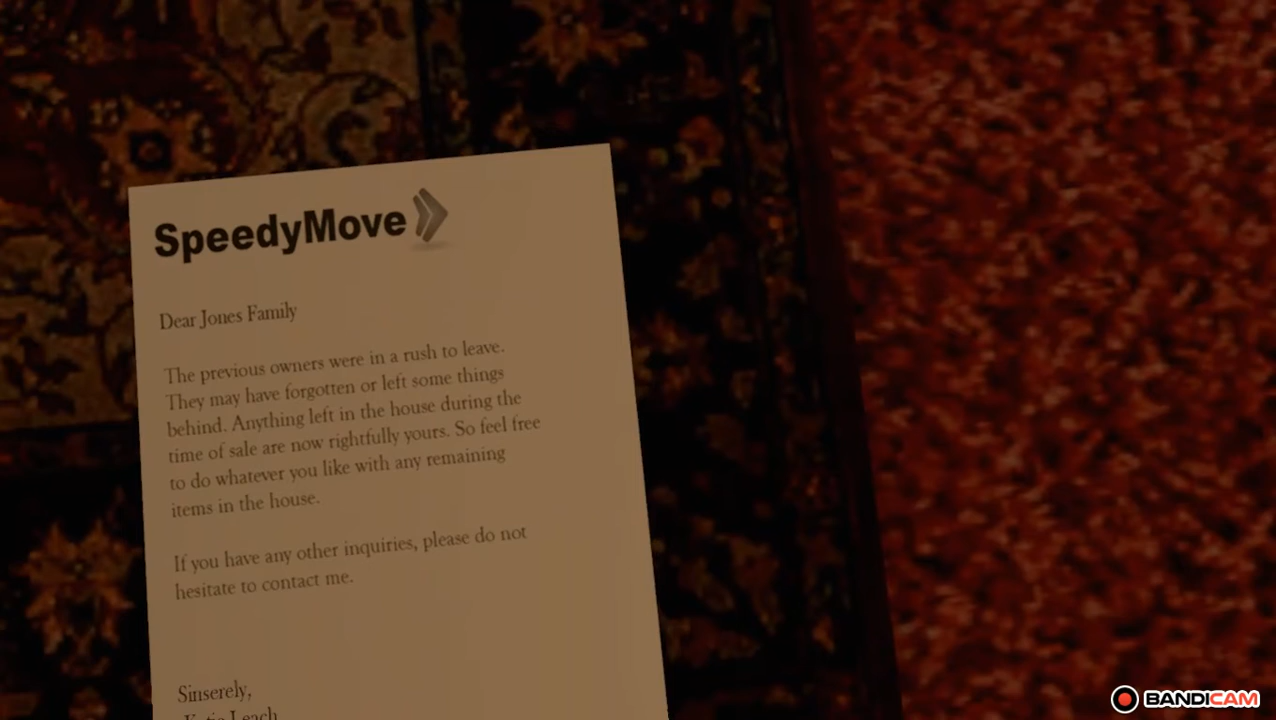 SpeedyMove
Dear Jones Family
The previous owners were in a rush to leave.
They may have forgotten or left some things
behind. Anything left in the house during the
time of sale are now rightfully yours. So feel free
to do whatever you like with any remaining
items in the house.
If you have any other inquiries, please do not
hesitate to contact me.
Sinserely,
Katie Leach
BANDICAM